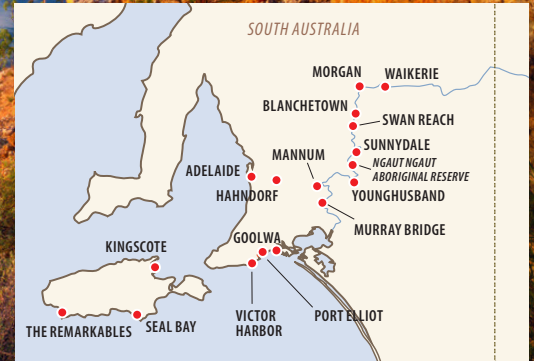 SOUTH AUSTRALIA
MORGAN
WAIKERIE
BLANCHETOWN
SWAN REACH
SUNNYDALE
MANNUM
NGAUT NGAUT
ABORIGINAL RESERVE
ADELAIDE
HAHNDORF
YOUNGHUSBAND
MURRAY BRIDGE
GOOLWA
KINGSCOTE
VICTOR
HARBOR
PORT ELLIOT
THE REMARKABLES
SEAL BAY